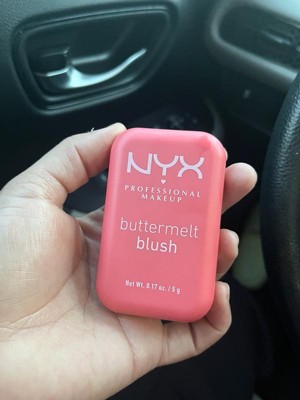 NYX
PROFESSIONAL
MAKEUP
buttermelt
blush
Net Wt. 0.17 oz. / 5 g